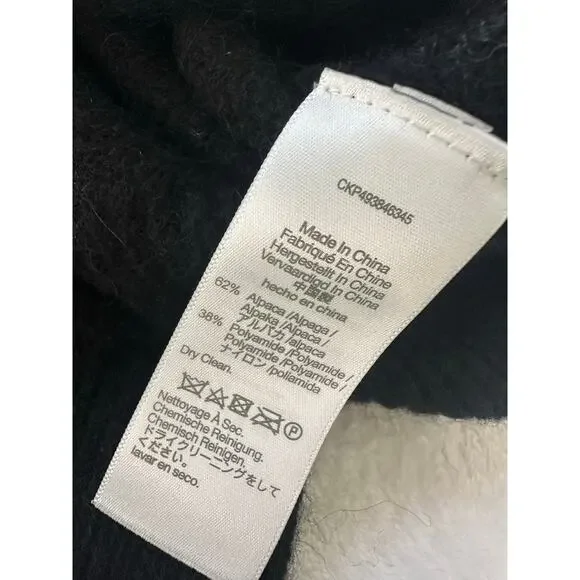 CKP493846345
Made In China
Fabriqué En Chine
Hergestellt In China
Vervaardigd In China
中国製
hecho en china
62% Alpaca /Alpaga /
Alpaka /Alpaca /
アルパカ /alpaca
38% Polyamide /Polyamide/
Polyamide /Polyamide/
ナイロン /poliamida
Dry Clean.
P
Nettoyage À Sec.
Chemische Reinigung.
Chemisch Reinigen.
ドライクリーニングをして
ください。
lavar en seco.